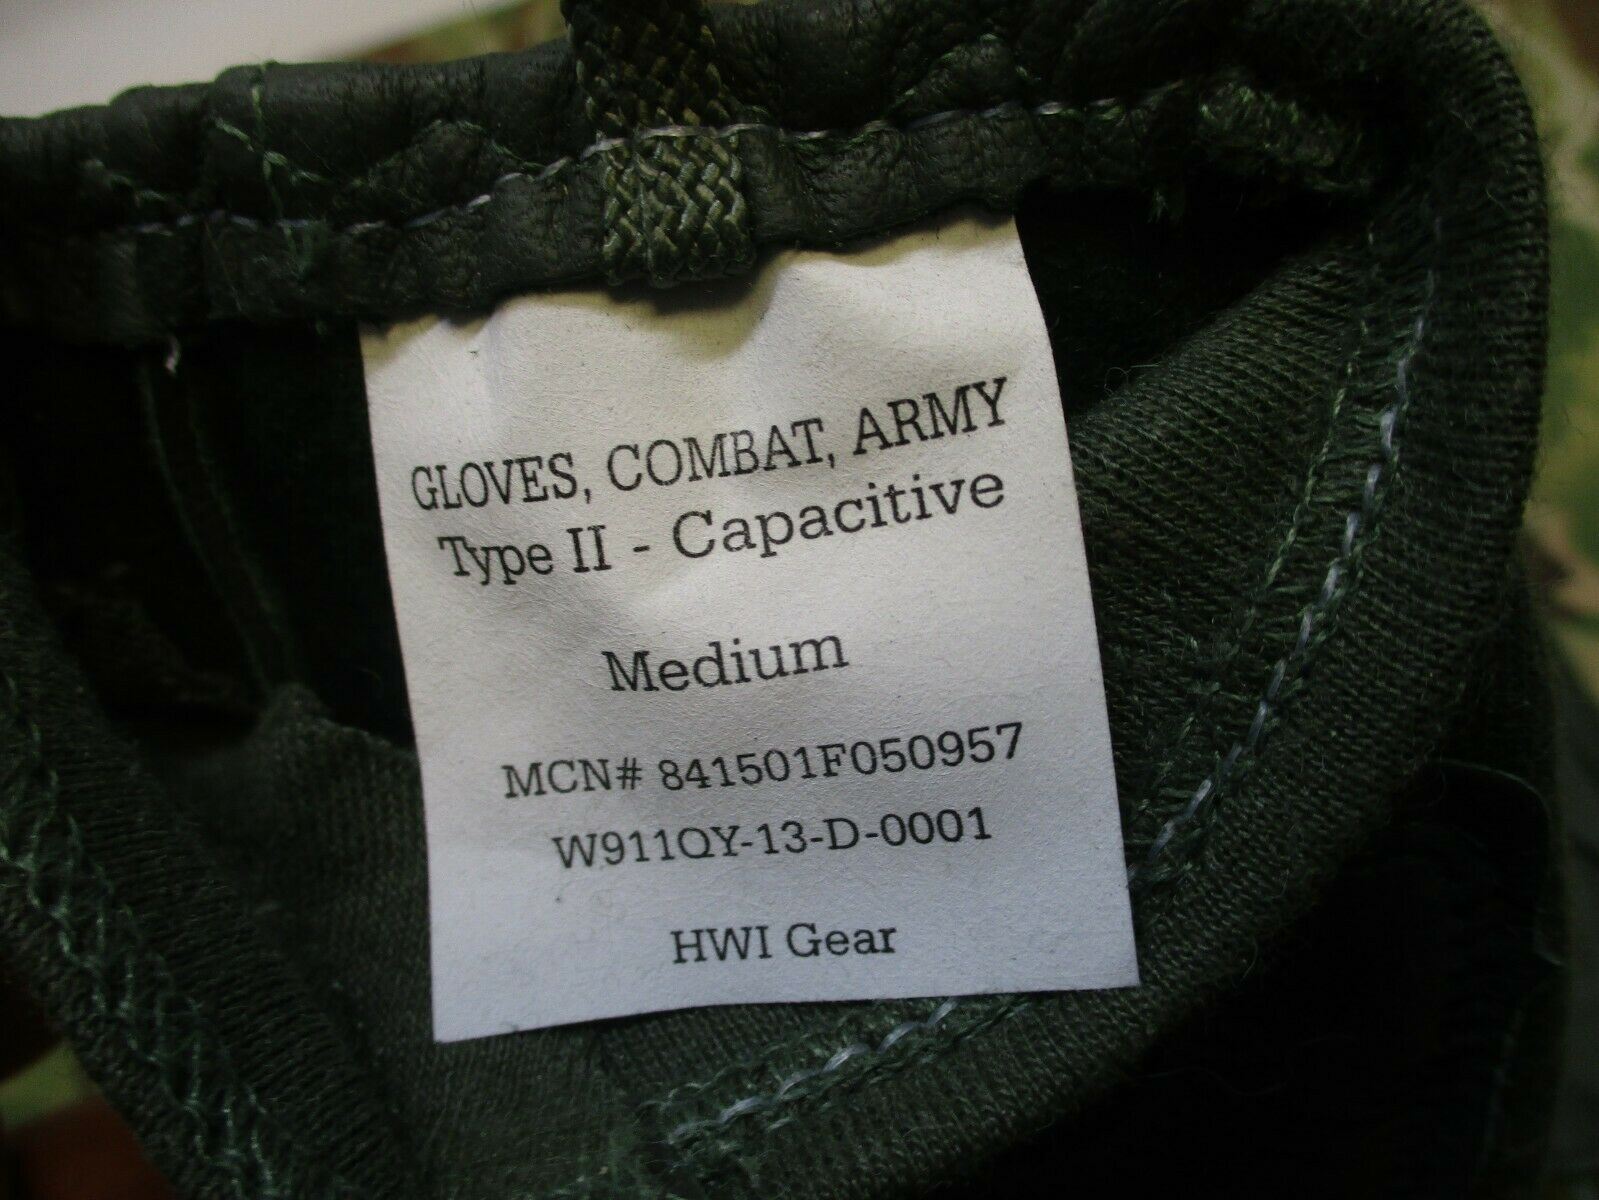 GLOVES, COMBAT, ARMY
Type II - Capacitive
Medium
MCN# 841501F050957
W911QY-13-D-0001
HWI Gear